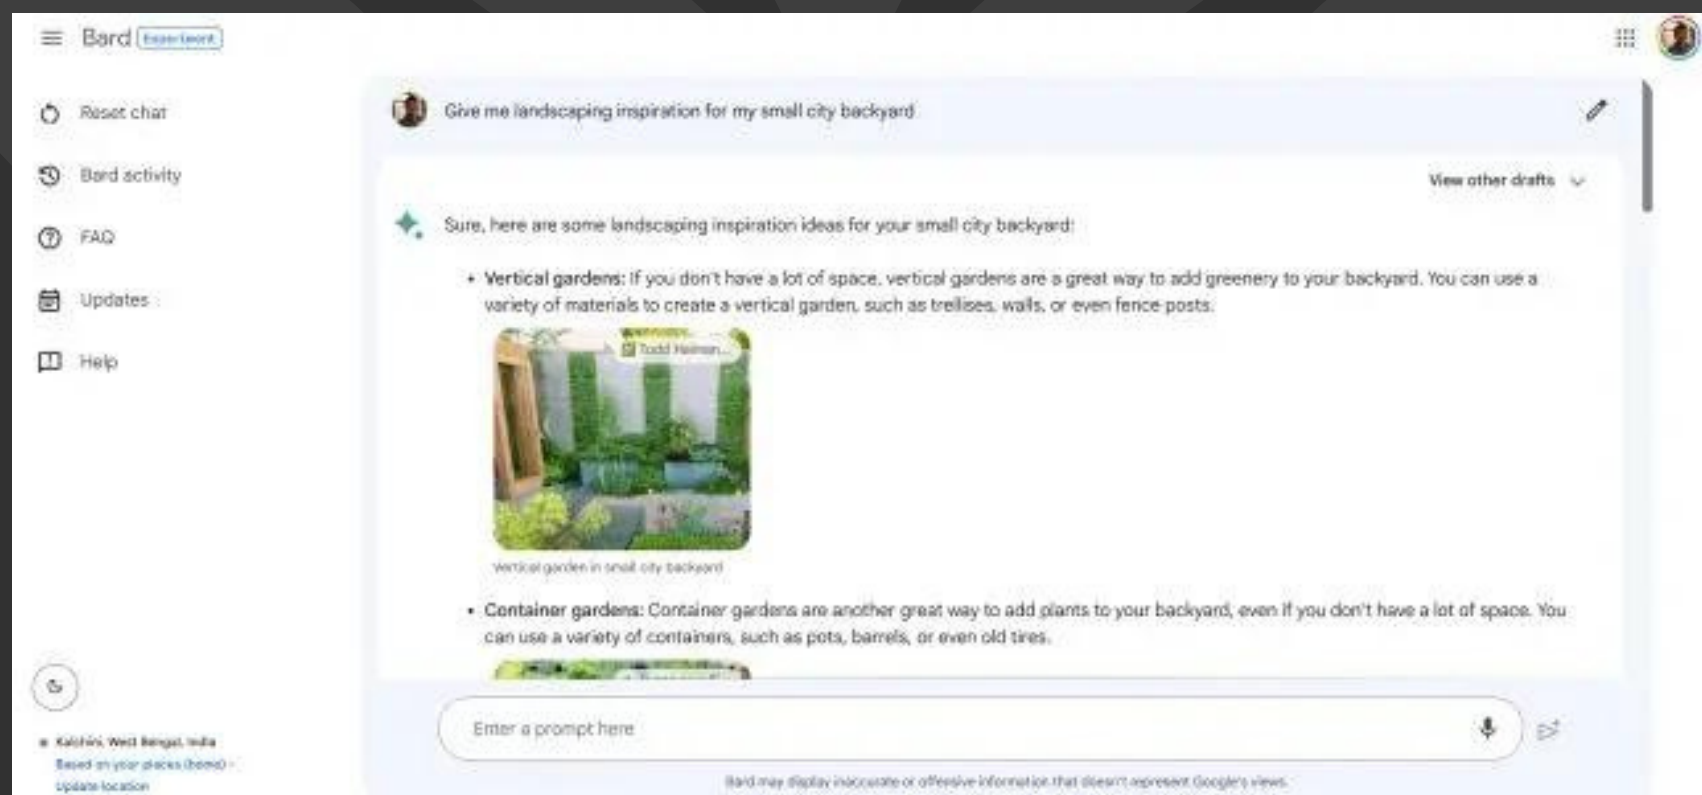 Bard Experiment
Reset chat
Bard activity
FAQ
Updates
Help
Give me landscaping inspiration for my small city backyard
View other drafts
Sure, here are some landscaping inspiration ideas for your small city backyard:
• Vertical gardens: If you don't have a lot of space, vertical gardens are a great way to add greenery to your backyard. You can use a
variety of materials to create a vertical garden, such as trellises, walls, or even fence posts.
Todd
Vertical garden in small city backyard
• Container gardens: Container gardens are another great way to add plants to your backyard, even if you don't have a lot of space. You
can use a variety of containers, such as pots, barrels, or even old tires.
Enter a prompt here
Kalchini, West Bengal, India
Based on your places (home) -
Update location
Bard may display inaccurate or offensive information that doesn't represent Google's views.